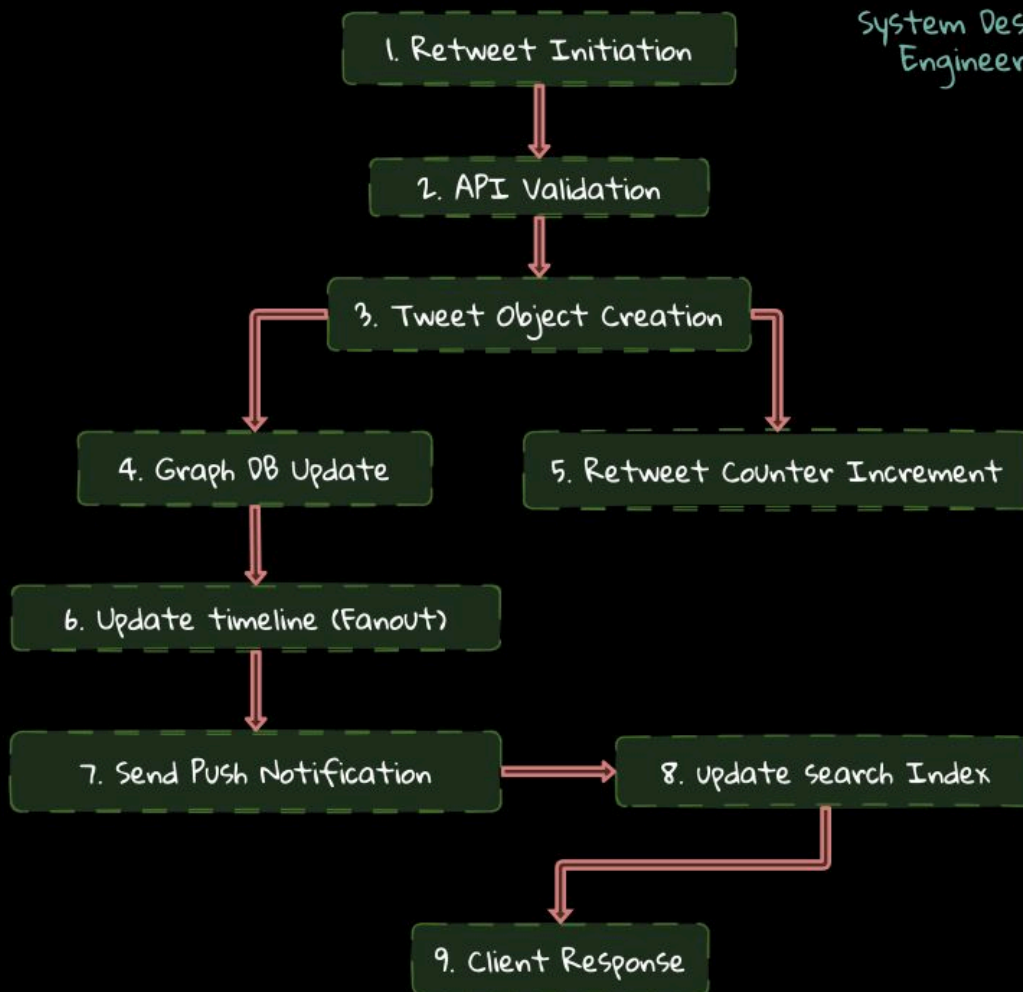 System Des
Engineer
1. Retweet Initiation
2. API Validation
3. Tweet Object Creation
4. Graph DB Update
5. Retweet Counter Increment
6. Update timeline (Fanout)
7. Send Push Notification
8. Update Search Index
9. Client Response